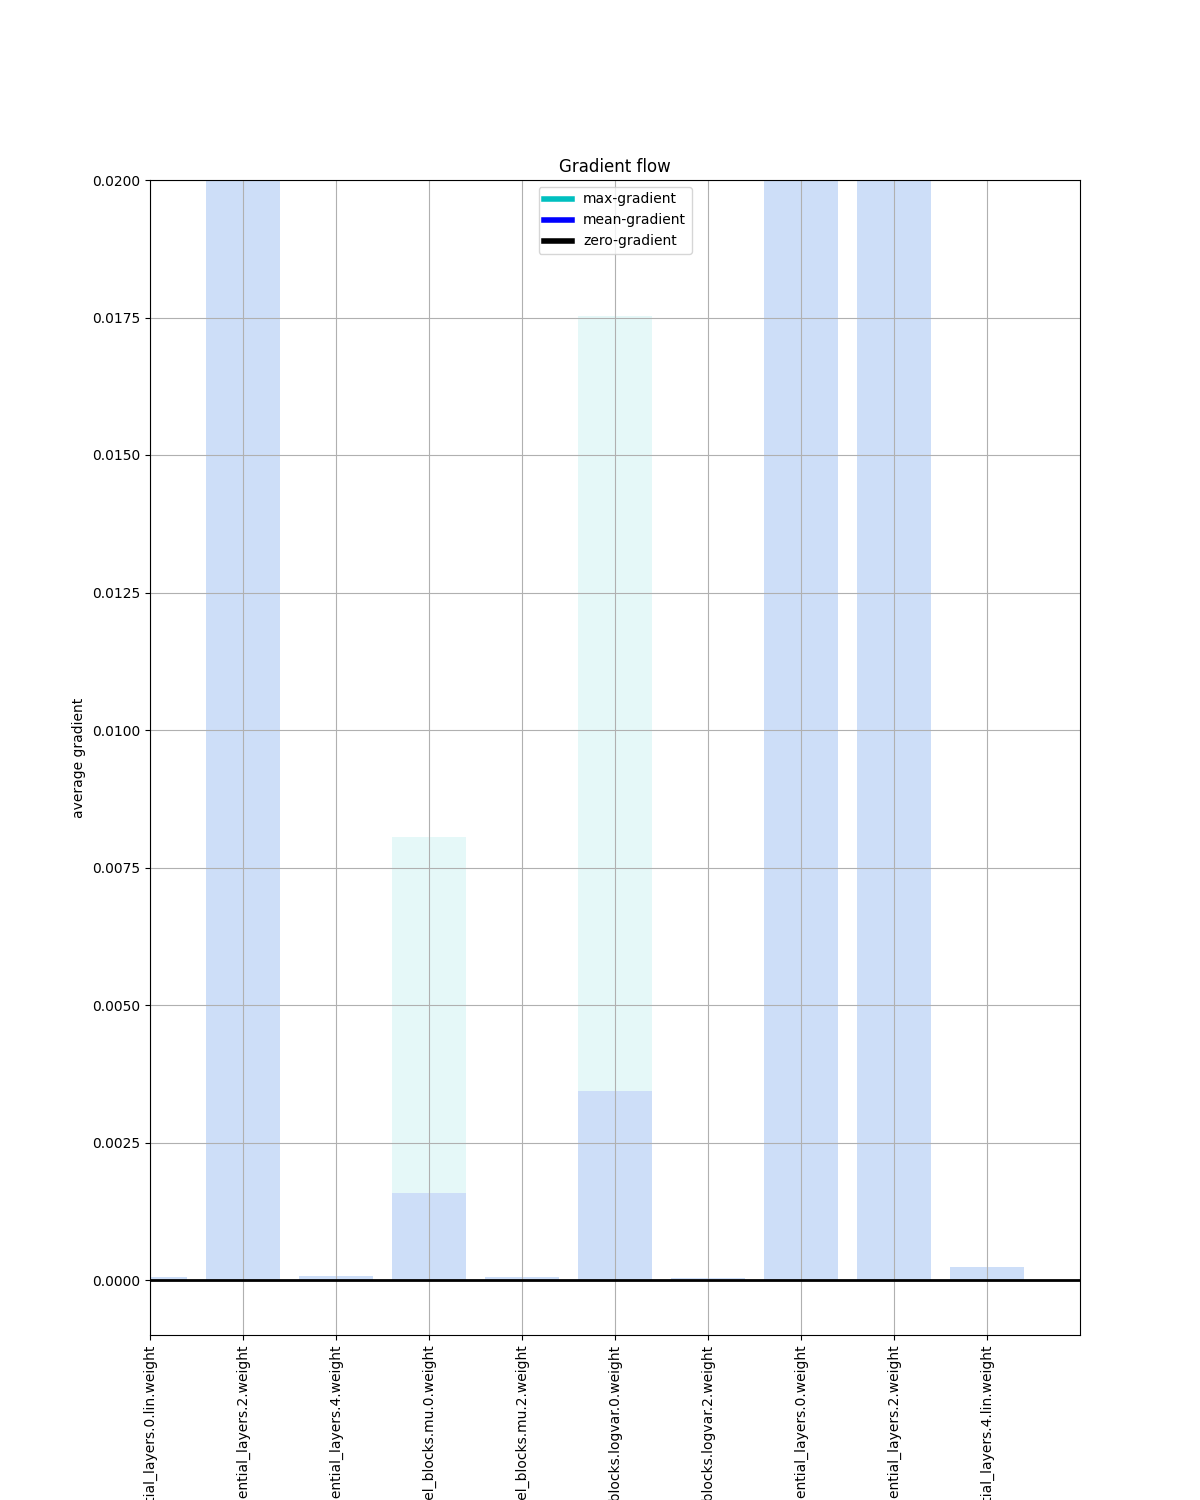 Gradient flow
max-gradient
mean-gradient
zero-gradient
average gradient
0.0200
0.0175
0.0150
0.0125
0.0100
0.0075
0.0050
0.0025
0.0000
tial_layers.0.lin.weight
ential_layers.2.weight
ential_layers.4.weight
el_blocks.mu.0.weight
el_blocks.mu.2.weight
blocks.logvar.0.weight
blocks.logvar.2.weight
ential_layers.0.weight
ential_layers.2.weight
tial_layers.4.lin.weight